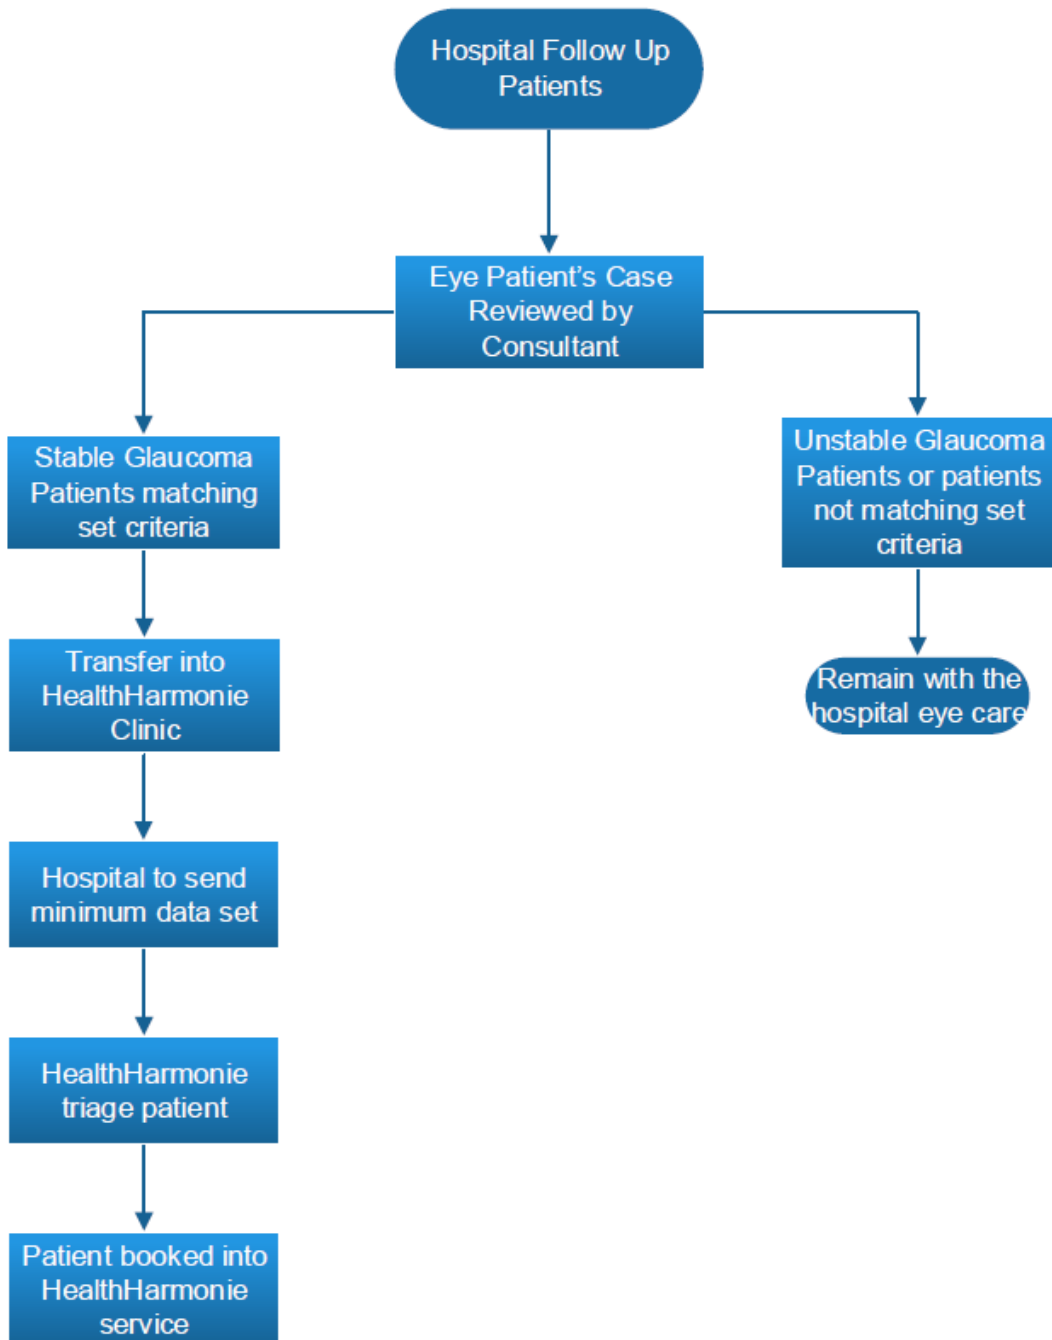 Hospital Follow Up
Patients
Eye Patient's Case
Reviewed by
Consultant
Stable Glaucoma
Patients matching
set criteria
Unstable Glaucoma
Patients or patients
not matching set
criteria
Transfer into
HealthHarmonie
Clinic
Remain with the
hospital eye care
Hospital to send
minimum data set
HealthHarmonie
triage patient
Patient booked into
HealthHarmonie
service